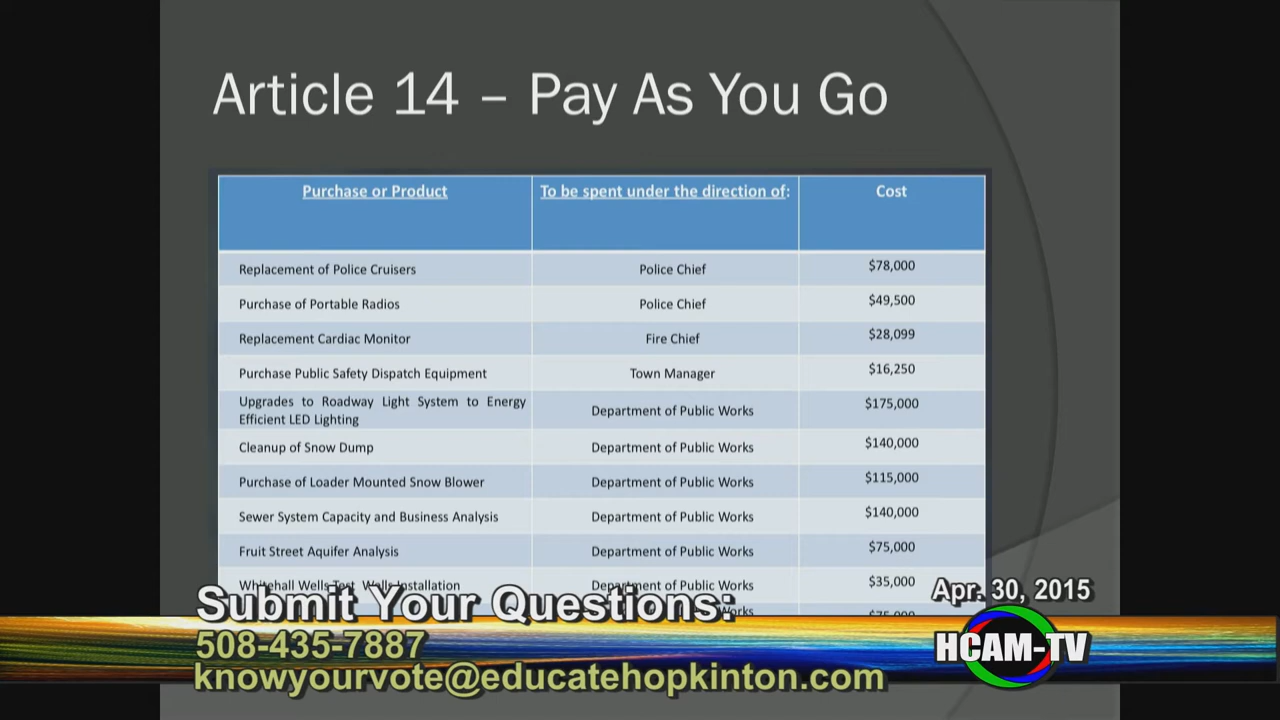 Article 14 – Pay As You Go
Purchase or Product To be spent under the direction of: Cost
Replacement of Police Cruisers Police Chief $78,000
Purchase of Portable Radios Police Chief $49,500
Replacement Cardiac Monitor Fire Chief $28,099
Purchase Public Safety Dispatch Equipment Town Manager $16,250
Upgrades to Roadway Light System to Energy
Efficient LED Lighting Department of Public Works $175,000
Cleanup of Snow Dump Department of Public Works $140,000
Purchase of Loader Mounted Snow Blower Department of Public Works $115,000
Sewer System Capacity and Business Analysis Department of Public Works $140,000
Fruit Street Aquifer Analysis Department of Public Works $75,000
Whitehall Wells Test Wells Installation Department of Public Works $35,000
Works
Submit Your Questions:
508-435-7887
knowyourvote@educatehopkinton.com
Apr. 30, 2015
HCAM-TV